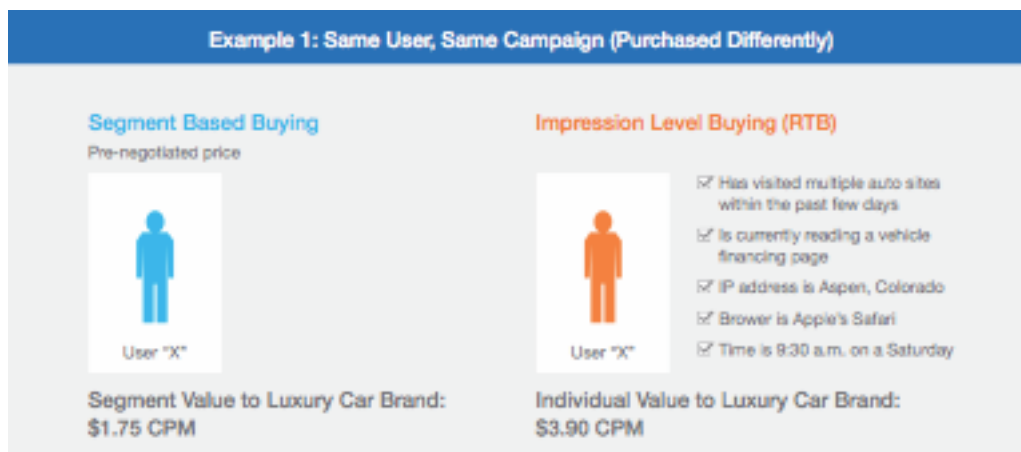 Example 1: Same User, Same Campaign (Purchased Differently)
Segment Based Buying
Pre-negotiated price
User "X"
Segment Value to Luxury Car Brand:
$1.75 CPM
Impression Level Buying (RTB)
Has visited multiple auto sites
within the past few days
Is currently reading a vehicle
financing page
IP address is Aspen, Colorado
Brower is Apple's Safari
Time is 9:30 a.m. on a Saturday
User "X"
Individual Value to Luxury Car Brand:
$3.90 CPM